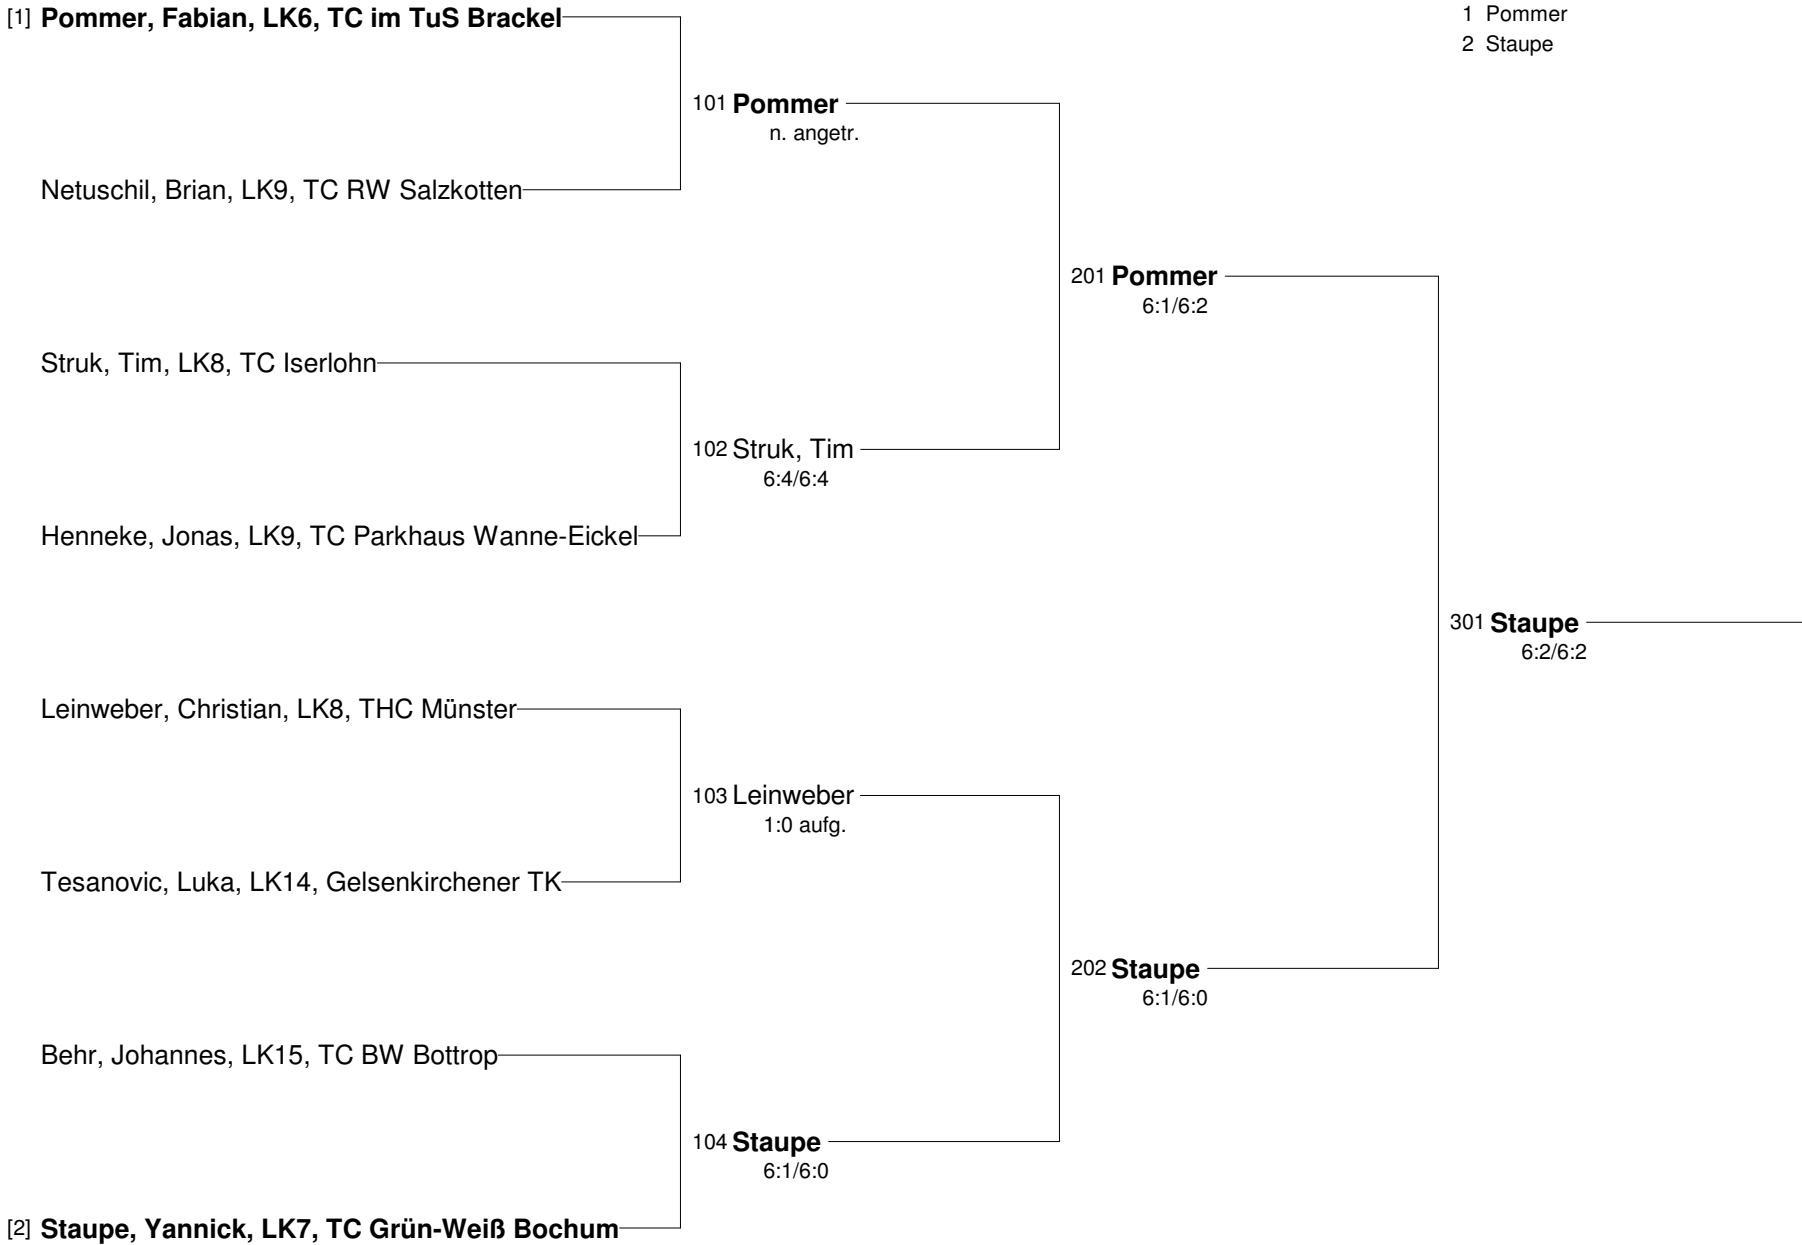 [1] Pommer, Fabian, LK6, TC im TuS Brackel
1 Pommer
2 Staupe
101 Pommer
n. angetr.
Netuschil, Brian, LK9, TC RW Salzkotten
201 Pommer
6:1/6:2
Struk, Tim, LK8, TC Iserlohn
102 Struk, Tim
6:4/6:4
Henneke, Jonas, LK9, TC Parkhaus Wanne-Eickel
301 Staupe
6:2/6:2
Leinweber, Christian, LK8, THC Münster
103 Leinweber
1:0 aufg.
Tesanovic, Luka, LK14, Gelsenkirchener TK
202 Staupe
6:1/6:0
Behr, Johannes, LK15, TC BW Bottrop
104 Staupe
6:1/6:0
[2] Staupe, Yannick, LK7, TC Grün-Weiß Bochum